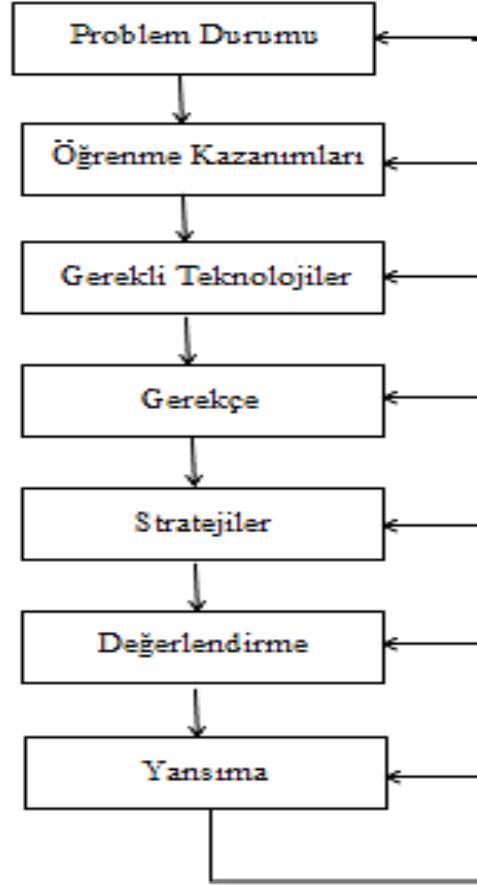 Problem Durumu
Öğrenme Kazanımları
Gerekli Teknolojiler
Gerekçe
Stratejiler
Değerlendirme
Yansıma